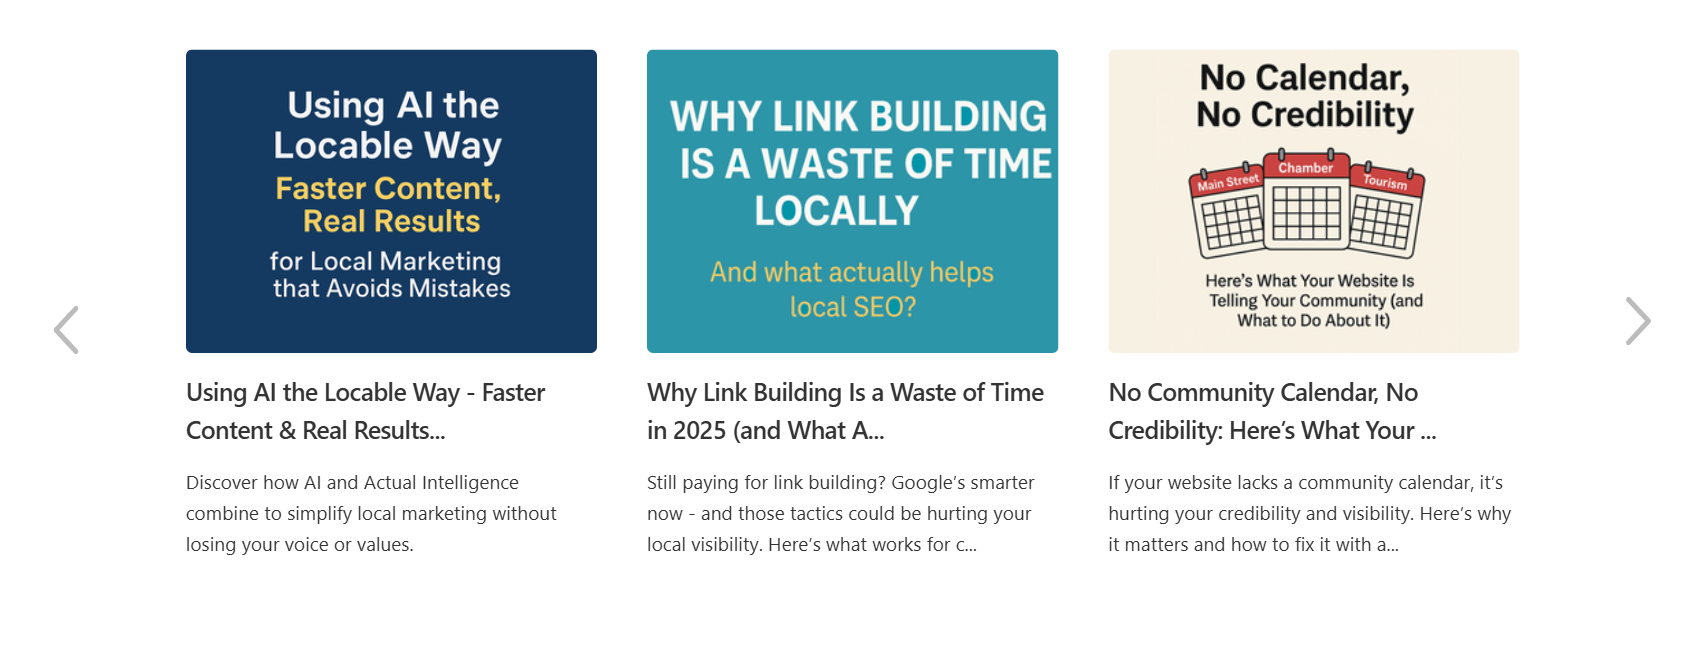 Using AI the
Locable Way
Faster Content,
Real Results
for Local Marketing
that Avoids Mistakes
Using AI the Locable Way - Faster
Content & Real Results...
Discover how AI and Actual Intelligence
combine to simplify local marketing without
losing your voice or values.
WHY LINK BUILDING
IS A WASTE OF TIME
LOCALLY
And what actually helps
local SEO?
Why Link Building Is a Waste of Time
in 2025 (and What A...
Still paying for link building? Google’s smarter
now - and those tactics could be hurting your
local visibility. Here’s what works for c...
No Calendar,
No Credibility
Main Street
Chamber
Tourism
Here’s What Your Website Is
Telling Your Community (and
What to Do About It)
No Community Calendar, No
Credibility: Here’s What Your ...
If your website lacks a community calendar, it’s
hurting your credibility and visibility. Here’s why
it matters and how to fix it with a...